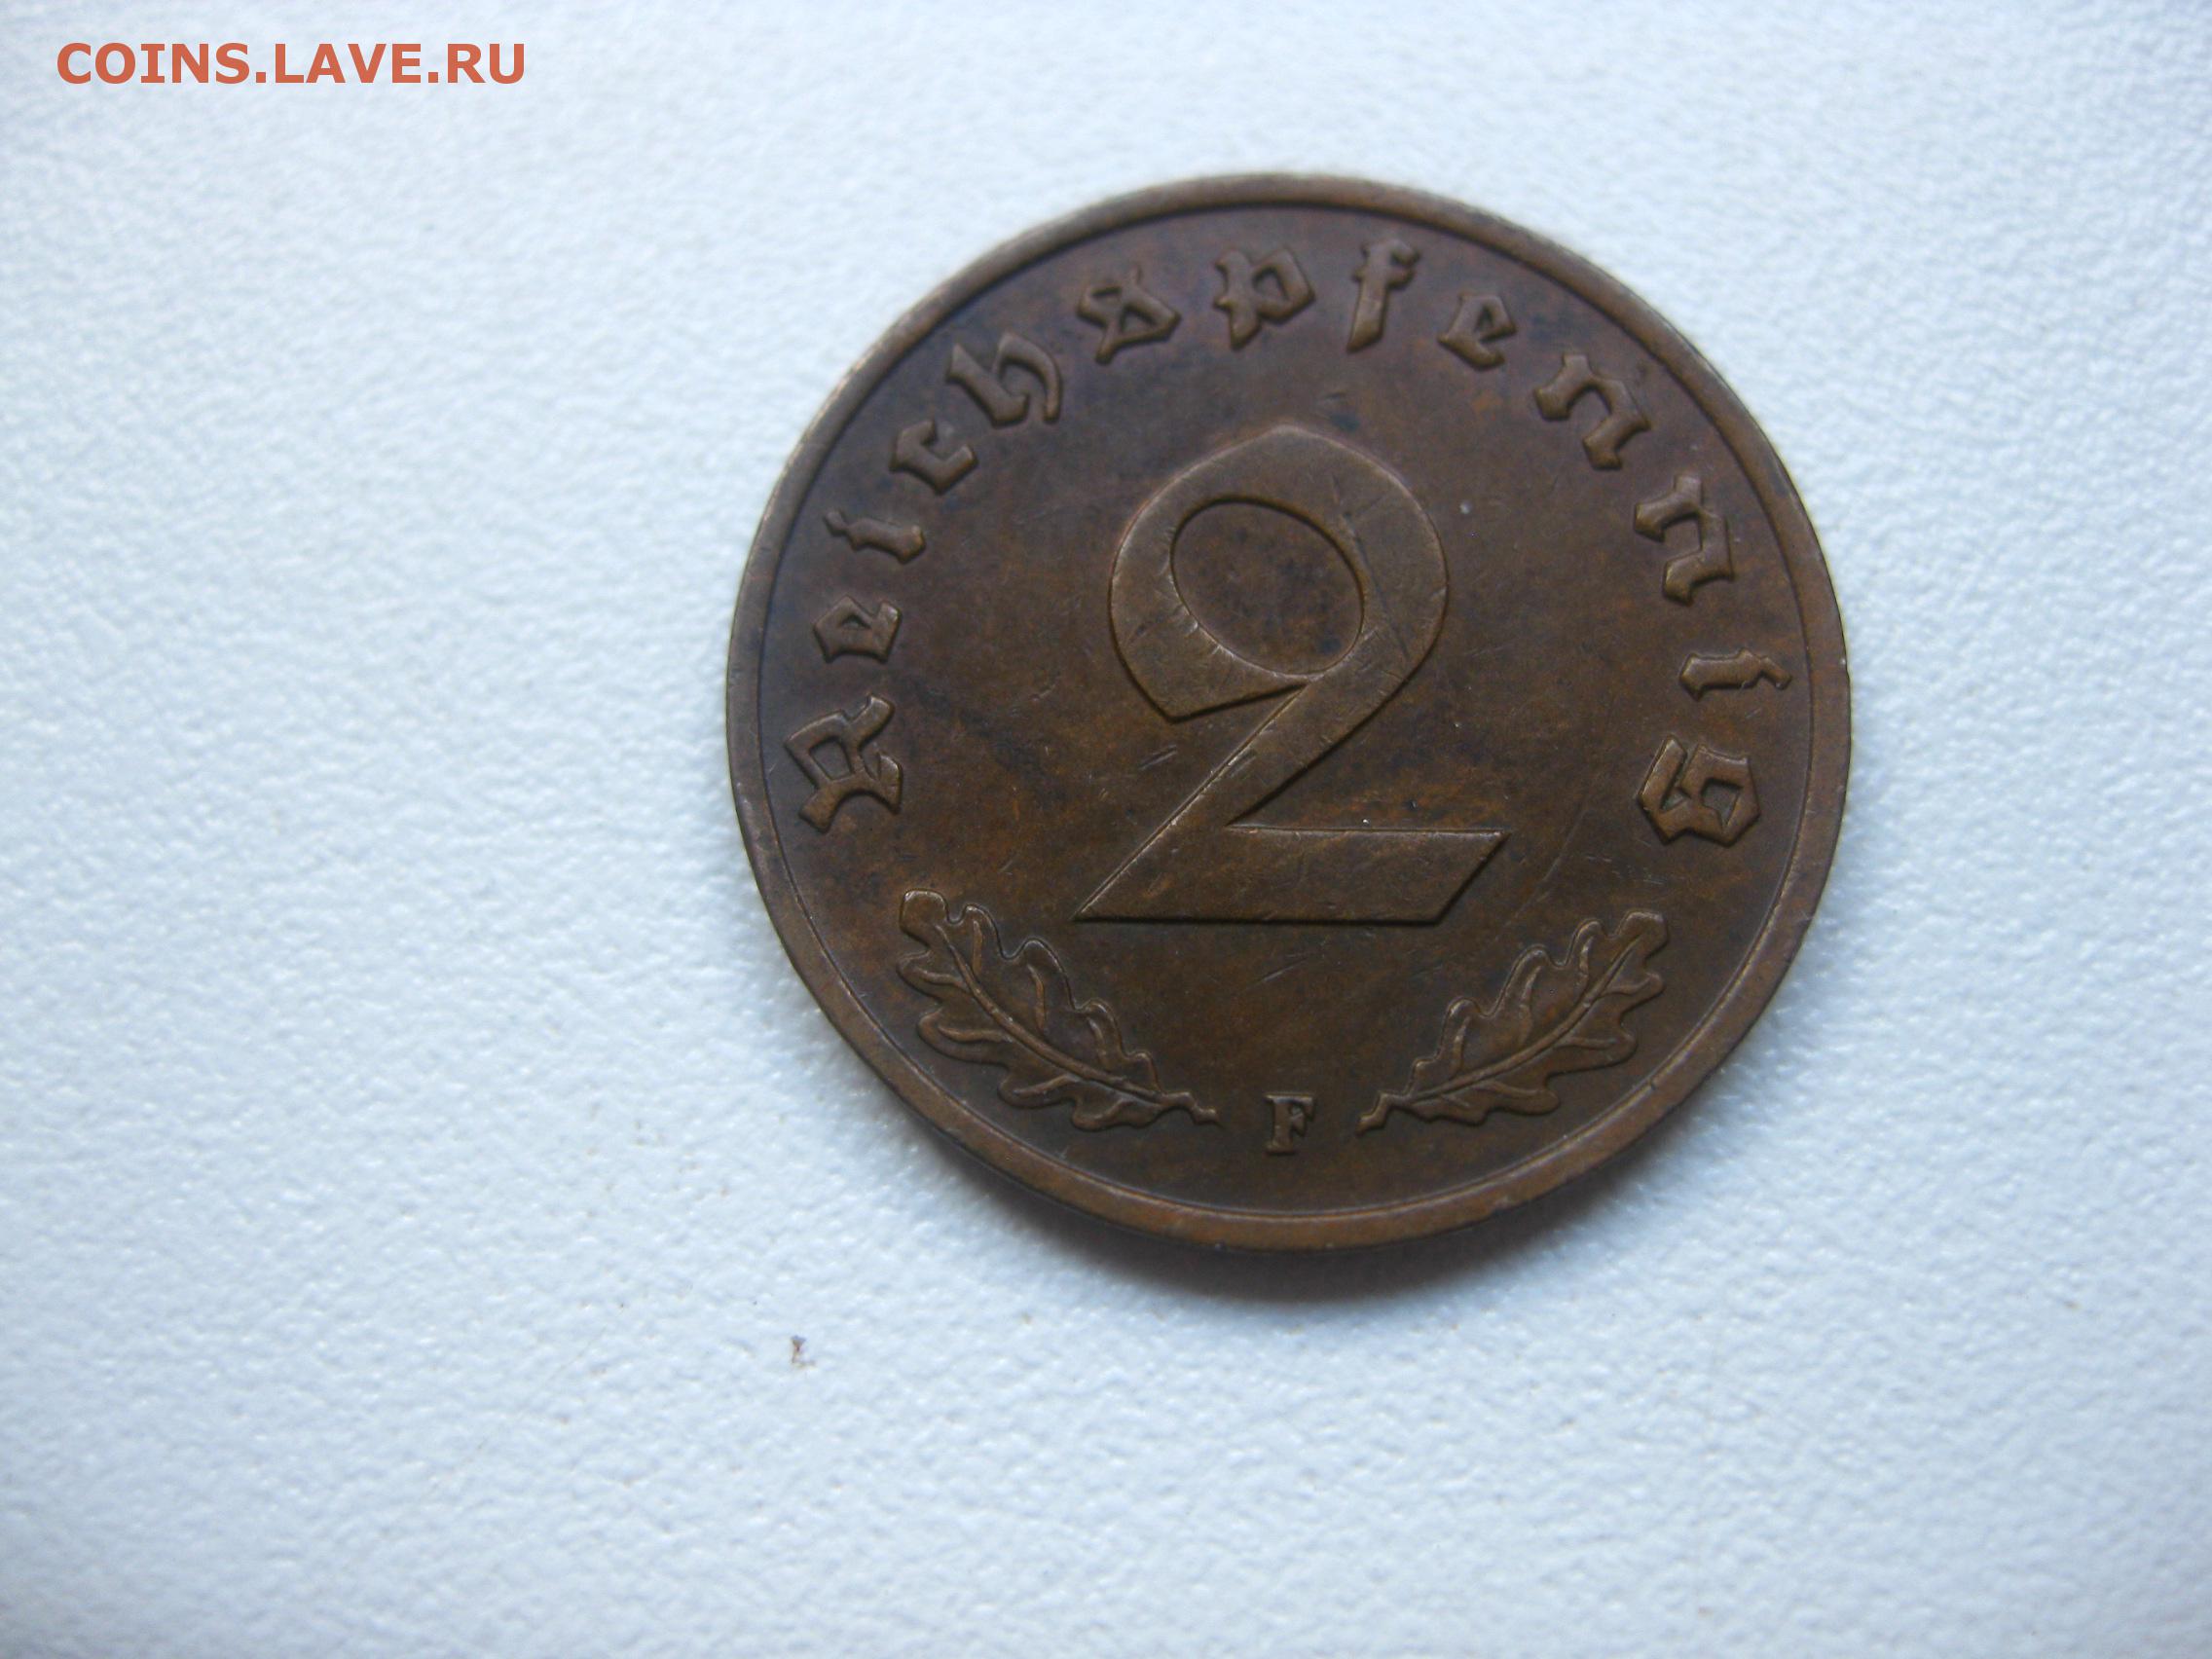 COINS.LAVE.RU
Reichspfennig
2
F